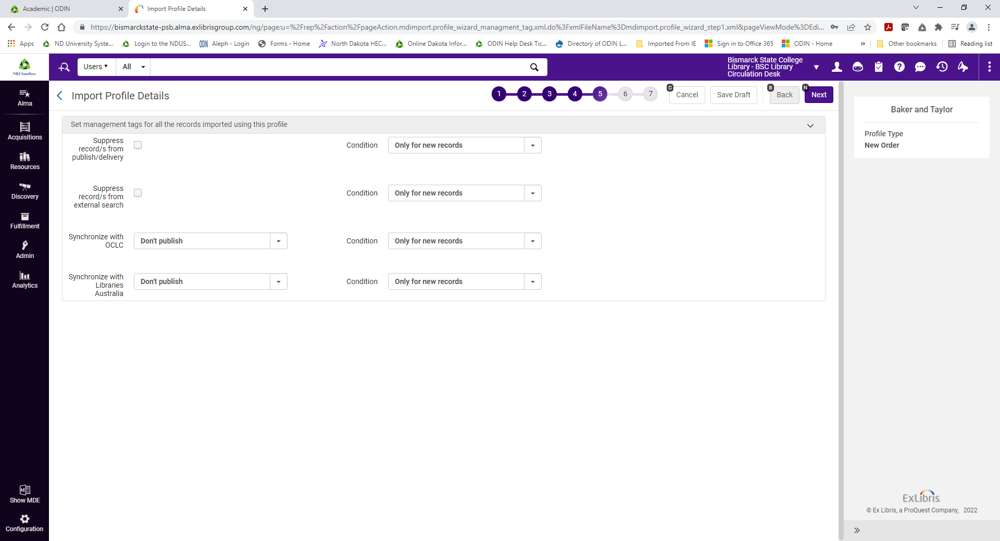 Academic | ODIN
Import Profile Details
https://bismarckstate-psb.alma.exlibrisgroup.com/ng/page;u=%2Frep%2Faction%2FpageAction.mdimport.profile_wizard_managment_tag.xml.do%3FxmlFileName%3Dmdimport.profile_wizard_step1.xml&pageViewMode%3DEdi...
Apps
ND University Syste...
Login to the NDUS...
ODIN
Aleph - Login
Forms - Home
North Dakota HEC...
Online Dakota Infor...
ODIN Help Desk Tic...
Directory of ODIN L...
Imported From IE
Sign in to Office 365
ODIN - Home
»
Other bookmarks
Reading list
NBJ Sandbox
Users
All
Bismarck State College
Library - BSC Library
Circulation Desk
Alma
Acquisitions
Resources
Discovery
Fulfillment
Admin
Analytics
Show MDE
Configuration
Import Profile Details
1 2 3 4 5 6 7
C
Cancel
Save Draft
B
Back
N
Next
Set management tags for all the records imported using this profile
Suppress
record/s from
publish/delivery
Condition
Only for new records
Suppress
record/s from
external search
Condition
Only for new records
Synchronize with
OCLC
Don't publish
Condition
Only for new records
Synchronize with
Libraries
Australia
Don't publish
Condition
Only for new records
Baker and Taylor
Profile Type
New Order
ExLibris
© Ex Libris, a ProQuest Company, 2022